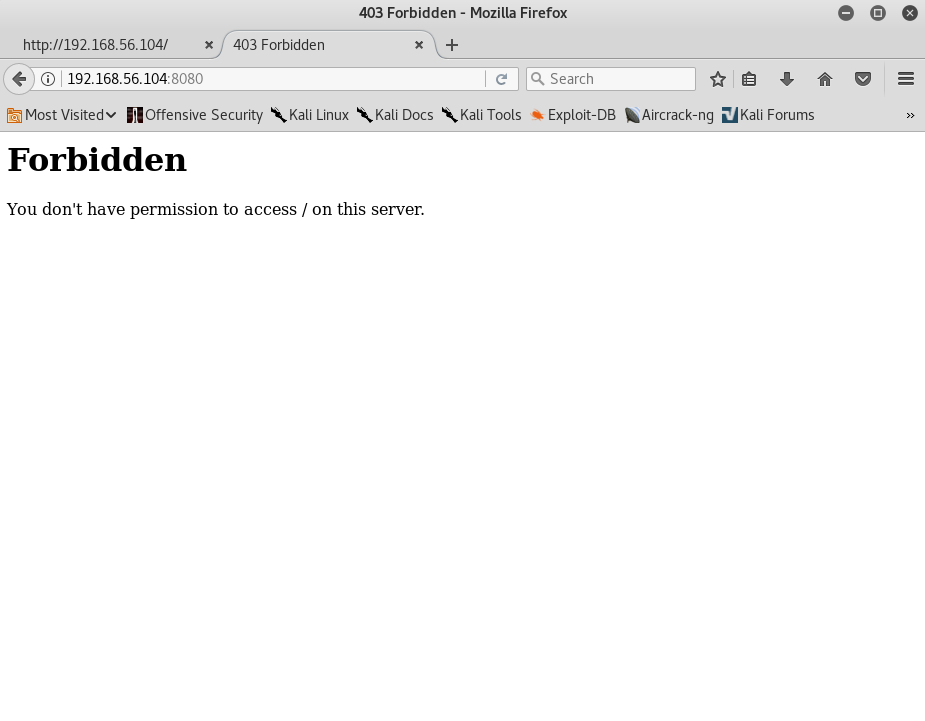 403 Forbidden - Mozilla Firefox
http://192.168.56.104/ 403 Forbidden
192.168.56.104:8080 Search
Most Visited Offensive Security Kali Linux Kali Docs Kali Tools Exploit-DB Aircrack-ng Kali Forums
Forbidden
You don't have permission to access / on this server.